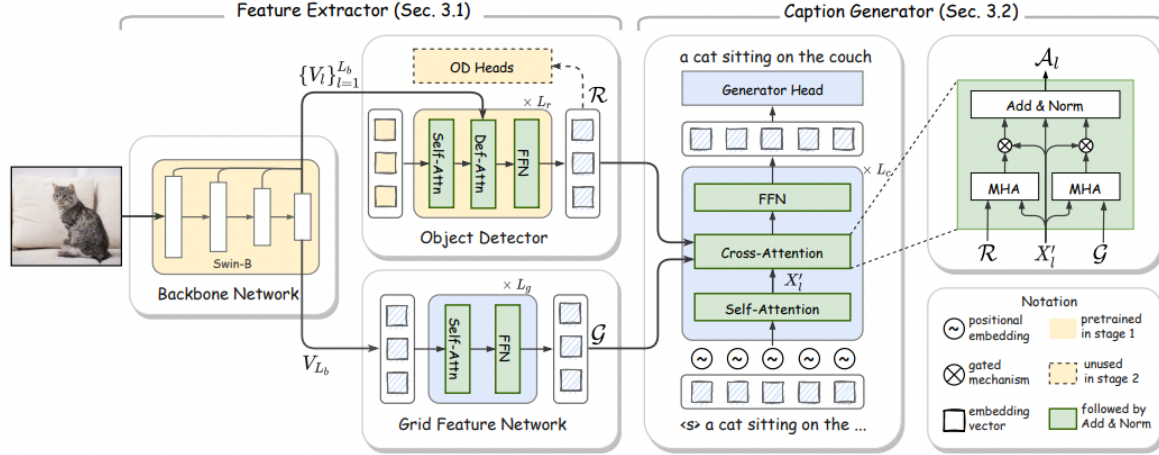 Feature Extractor (Sec. 3.1)
Caption Generator (Sec. 3.2)
{V_l}_{l=1}^{L_b}
OD Heads
R
× L_r
Self-Attn
Def-Attn
FFN
Object Detector
Swin-B
Backbone Network
V_{L_b}
× L_g
Self-Attn
FFN
G
Grid Feature Network
a cat sitting on the couch
Generator Head
× L_c
FFN
Cross-Attention
X'_l
Self-Attention
<s> a cat sitting on the ...
A_l
Add & Norm
MHA
MHA
R
X'_l
G
Notation
positional
embedding
pretrained
in stage 1
gated
mechanism
unused
in stage 2
embedding
vector
followed by
Add & Norm